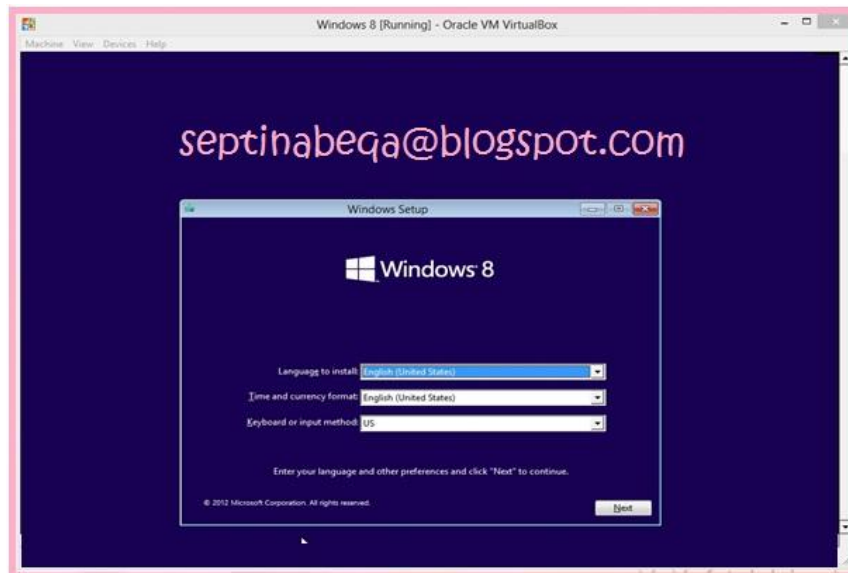 Windows 8 [Running] - Oracle VM VirtualBox
Machine View Devices Help
septinabeqa@blogspot.com
Windows Setup
Windows 8
Language to install: English (United States)
Time and currency format: English (United States)
Keyboard or input method: US
Enter your language and other preferences and click "Next" to continue.
© 2012 Microsoft Corporation. All rights reserved.
Next